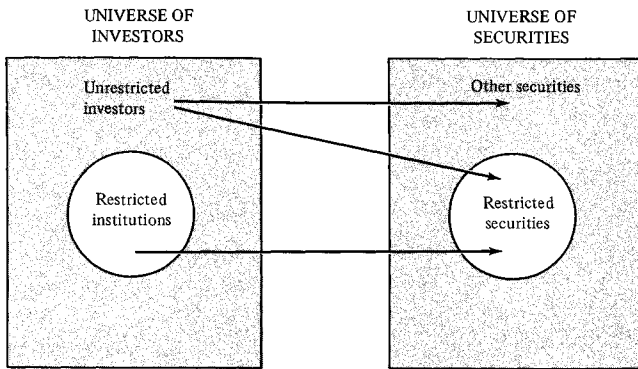 UNIVERSE OF
INVESTORS
UNIVERSE OF
SECURITIES
Unrestricted
investors
Other securities
Restricted
institutions
Restricted
securities